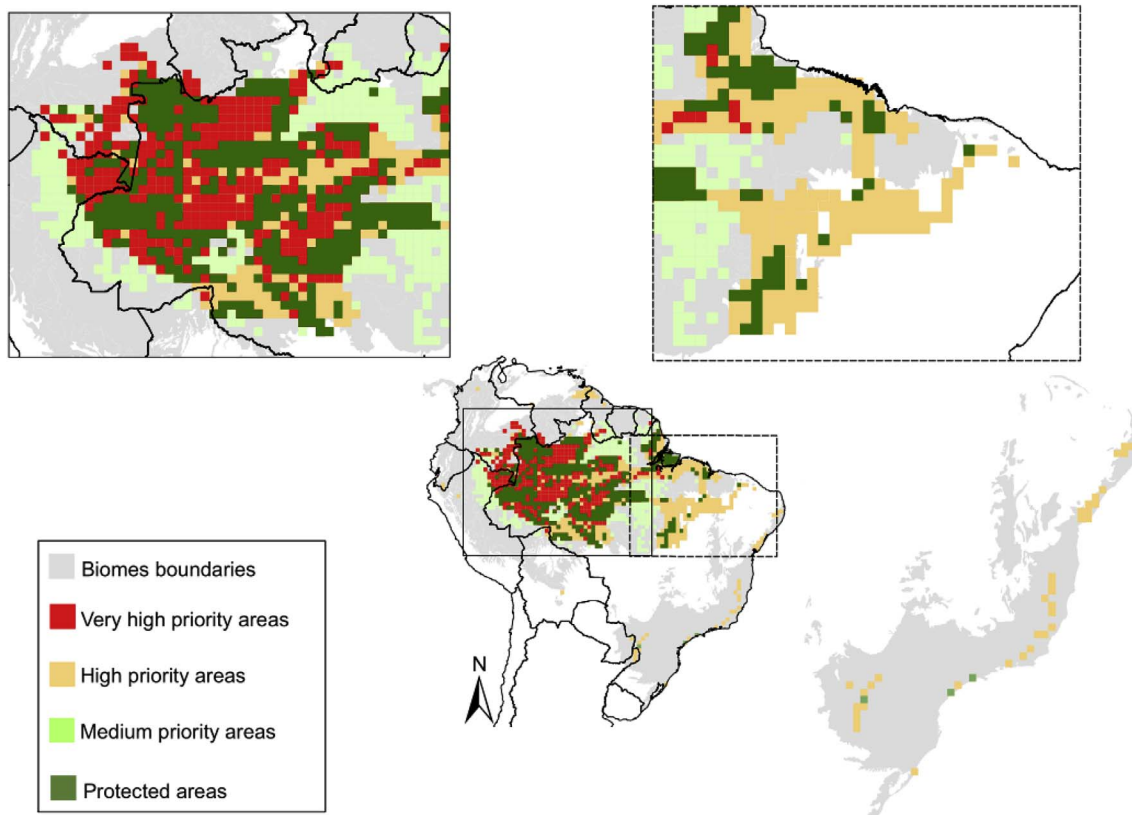 N
Biomes boundaries
Very high priority areas
High priority areas
Medium priority areas
Protected areas